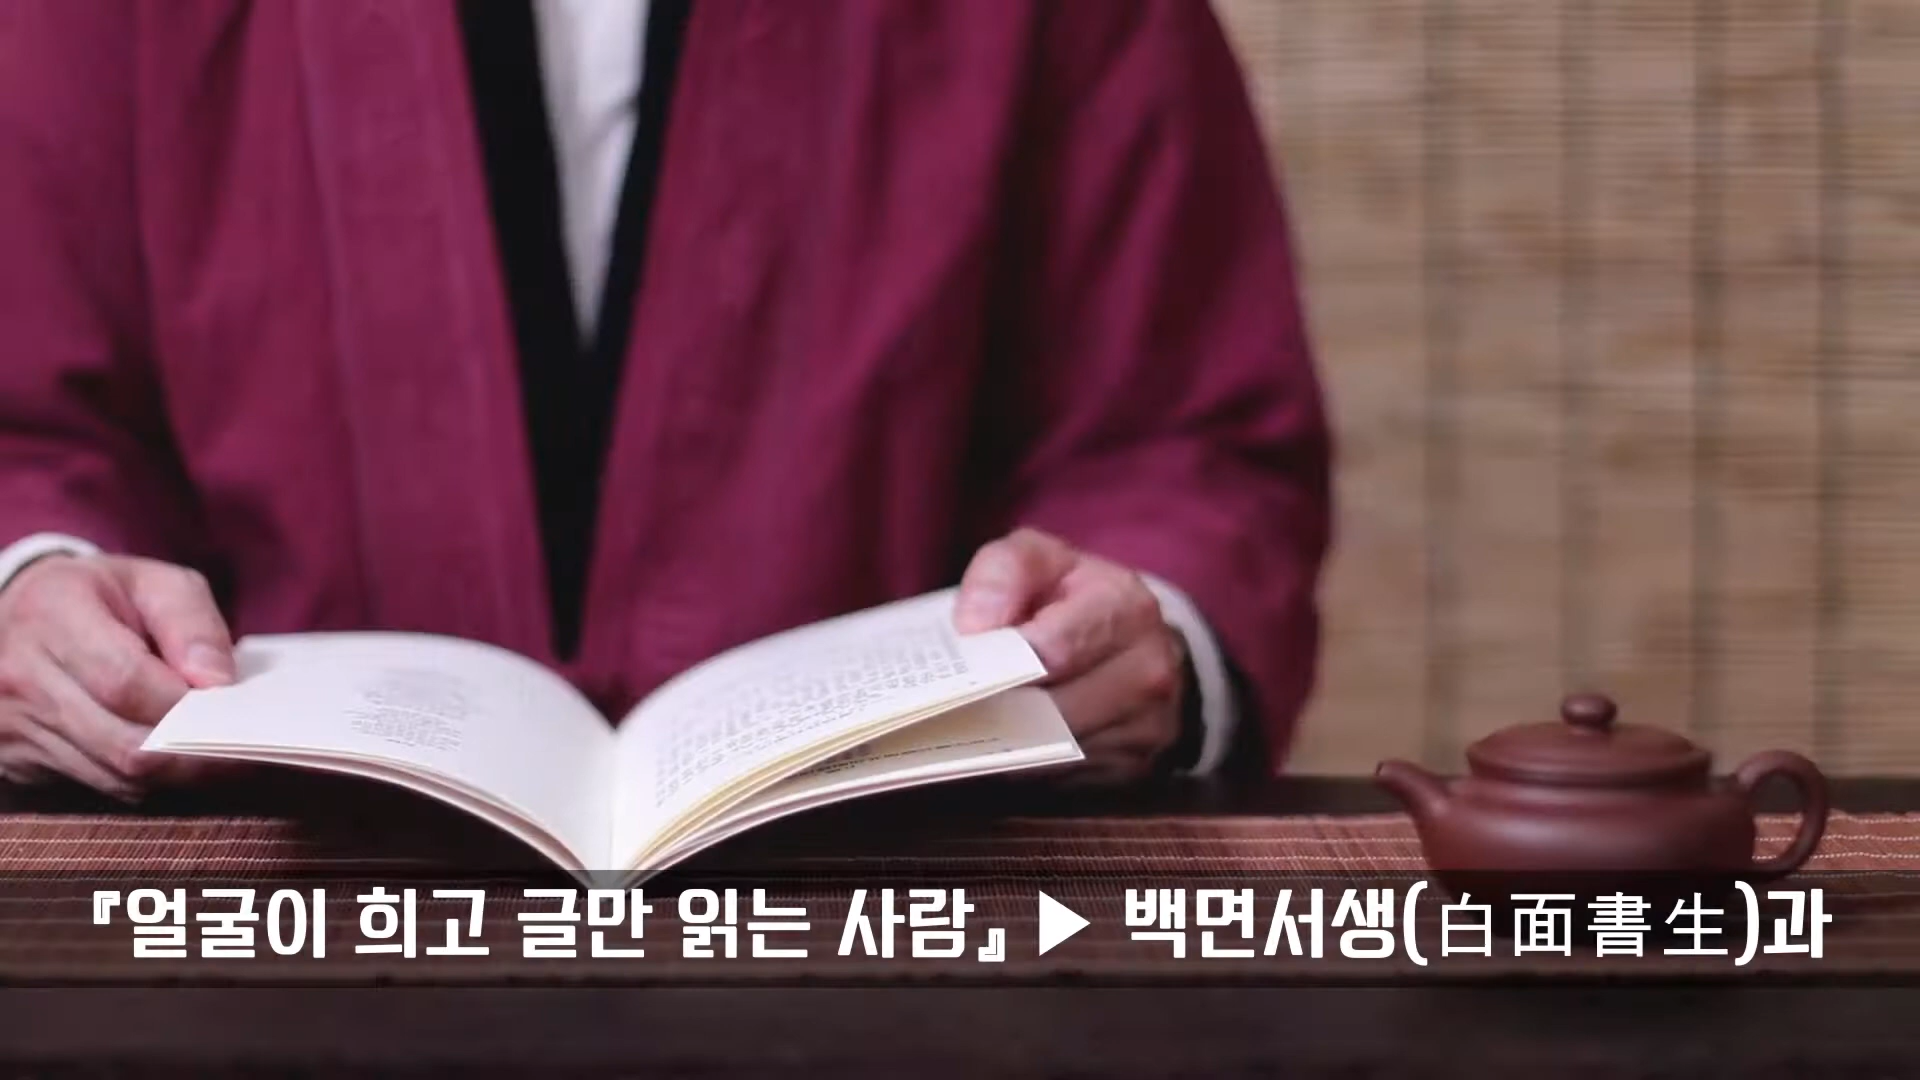 『얼굴이 희고 글만 읽는 사람』 ▶ 백면서생(白面書生)과